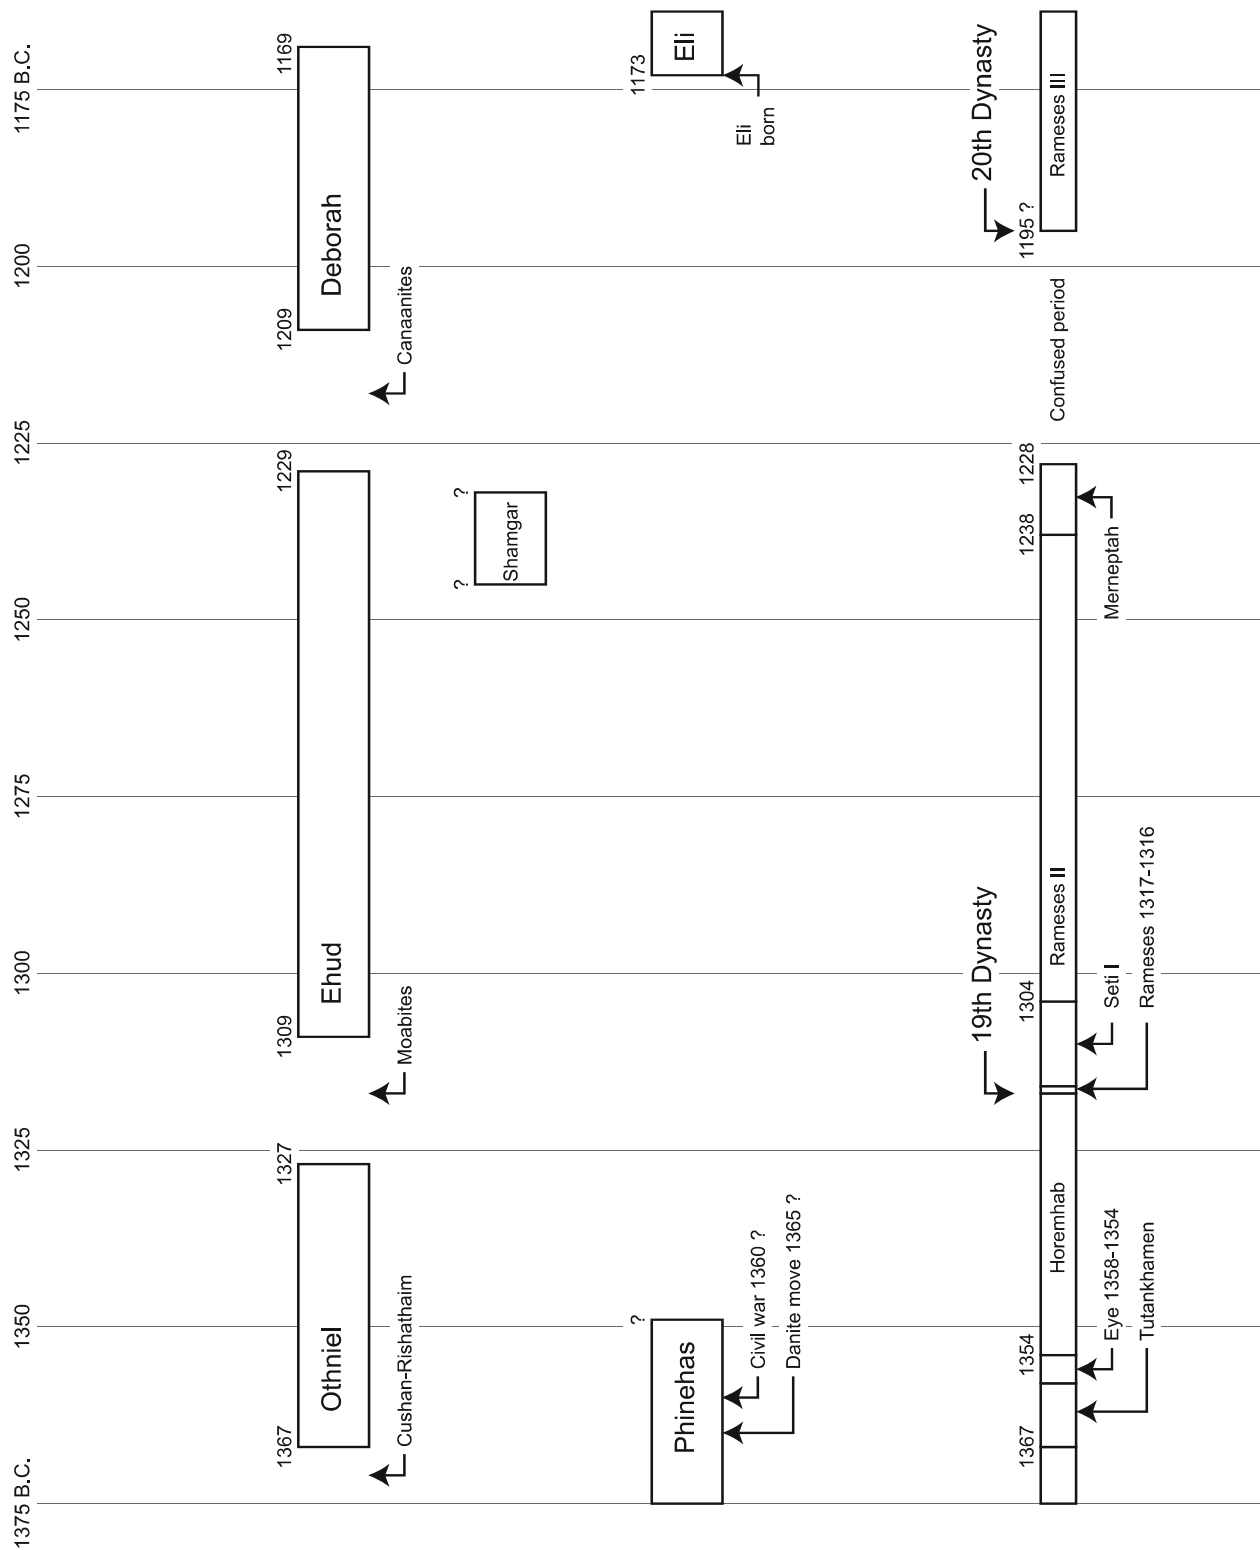 1375 B.C.
1350
1325
1300
1275
1250
1225
1200
1175 B.C.
1367
Othniel
1327
Cushan-Rishathaim
1309
Ehud
1229
Moabites
1209
Deborah
1169
Canaanites
?
Shamgar
?
Phinehas
?
Civil war 1360 ?
Danite move 1365 ?
1173
Eli
Eli
born
19th Dynasty
20th Dynasty
1367
1354
1304
1238
1228
1195 ?
Horemhab
Rameses II
Confused period
Rameses III
Eye 1358-1354
Tutankhamen
Seti I
Rameses 1317-1316
Merneptah